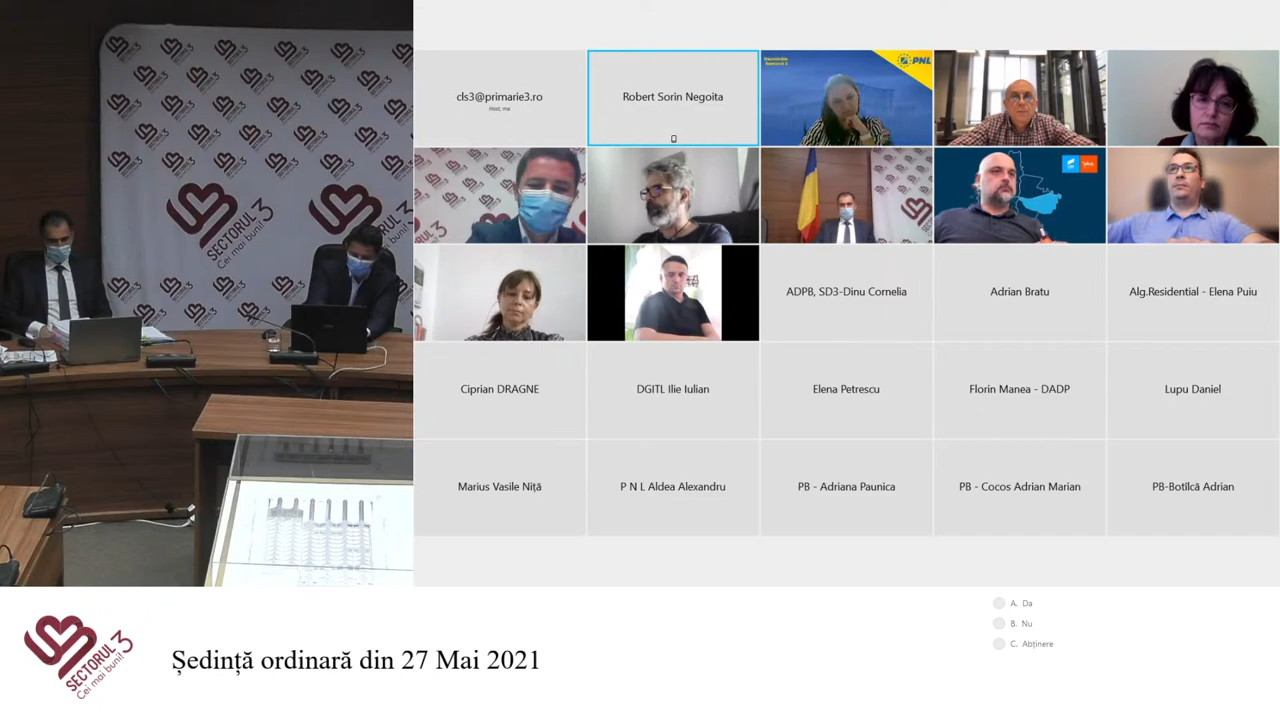 SECTORUL 3
Cei mai buni!
cls3@primarie3.ro
Host, me
Robert Sorin Negoita
PNL
ADPB, SD3-Dinu Cornelia
Adrian Bratu
Alg.Residential - Elena Puiu
Ciprian DRAGNE
DGITL Ilie Iulian
Elena Petrescu
Florin Manea - DADP
Lupu Daniel
Marius Vasile Niță
P N L Aldea Alexandru
PB - Adriana Paunica
PB - Cocos Adrian Marian
PB-Botîlcă Adrian
A. Da
B. Nu
C. Abținere
SECTORUL 3
Cei mai buni!
Ședință ordinară din 27 Mai 2021